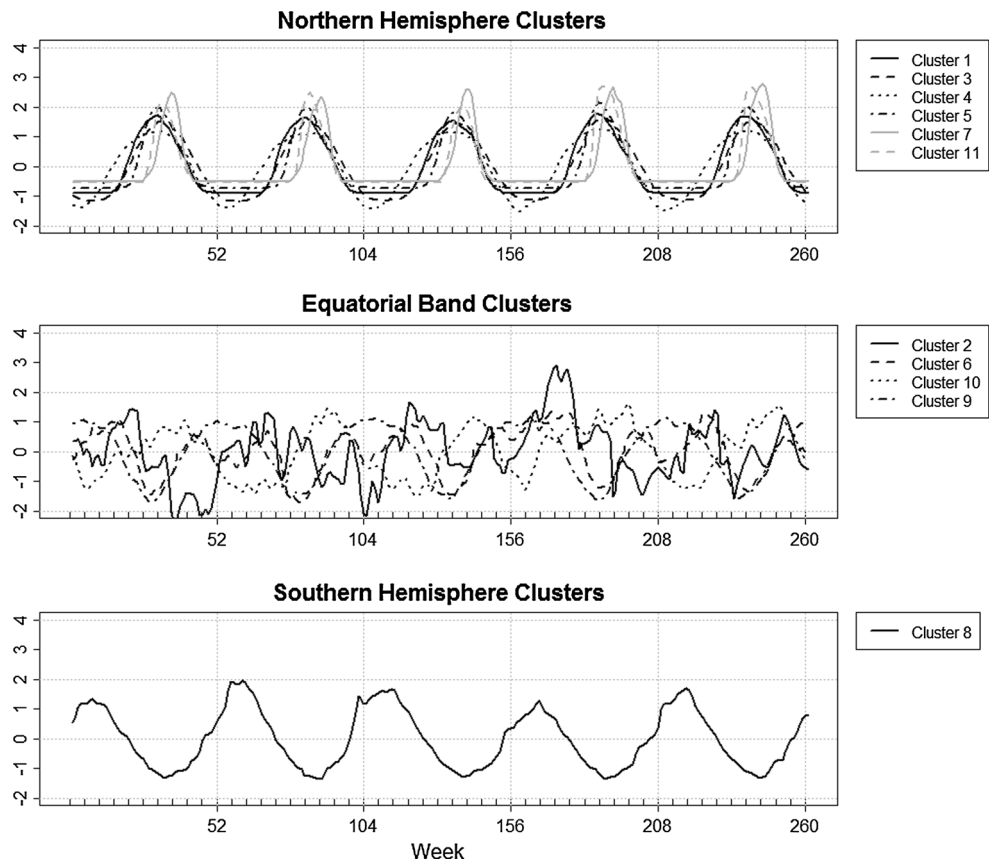 Northern Hemisphere Clusters
4
3
2
1
0
-1
-2
52
104
156
208
260
Cluster 1
Cluster 3
Cluster 4
Cluster 5
Cluster 7
Cluster 11
Equatorial Band Clusters
4
3
2
1
0
-1
-2
52
104
156
208
260
Cluster 2
Cluster 6
Cluster 10
Cluster 9
Southern Hemisphere Clusters
4
3
2
1
0
-1
-2
52
104
156
208
260
Week
Cluster 8